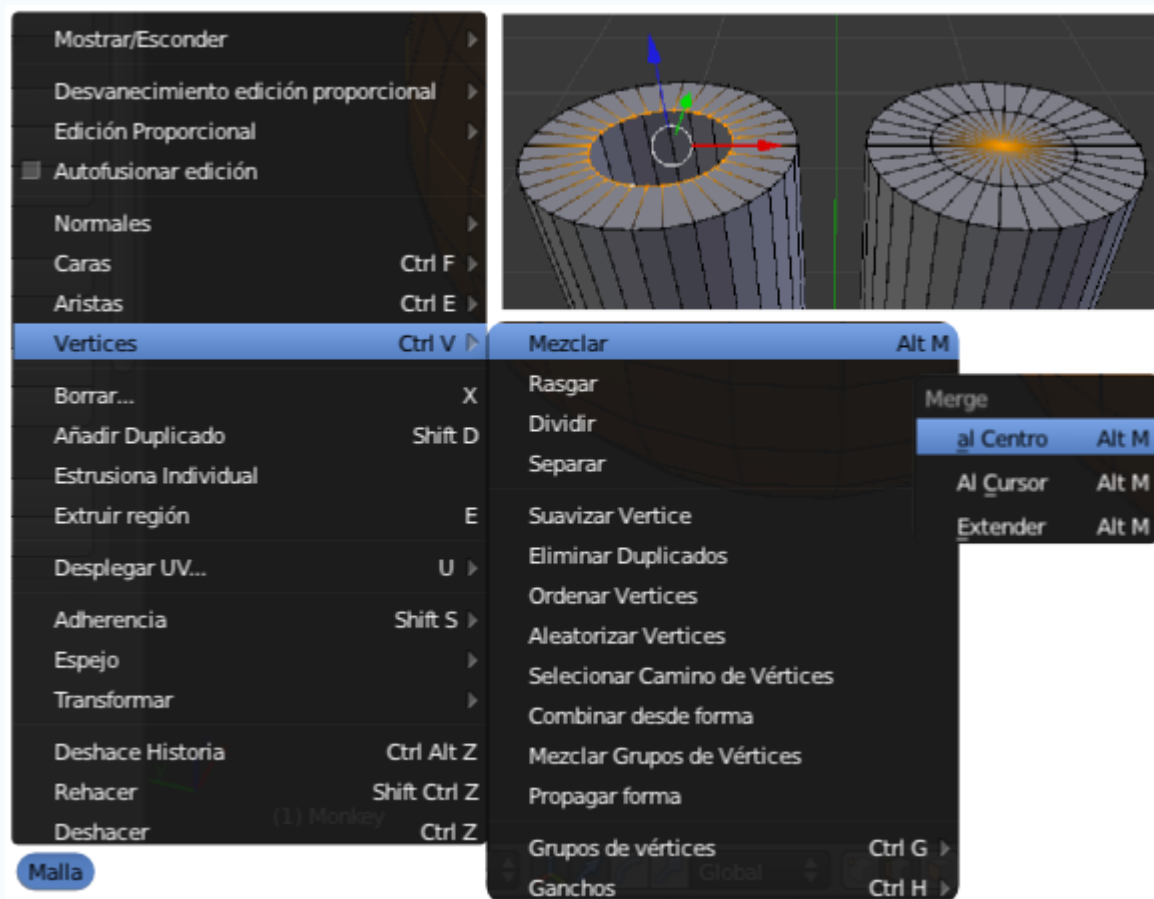 Mostrar/Esconder
Desvanecimiento edición proporcional
Edición Proporcional
Autofusionar edición
Normales
Caras Ctrl F
Aristas Ctrl E
Vertices Ctrl V
Borrar... X
Añadir Duplicado Shift D
Estrusiona Individual
Extruir región E
Desplegar UV... U
Adherencia Shift S
Espejo
Transformar
Deshace Historia Ctrl Alt Z
Rehacer Shift Ctrl Z
(1) Monkey
Deshacer Ctrl Z
Malla
Mezclar Alt M
Rasgar
Dividir
Separar
Suavizar Vertice
Eliminar Duplicados
Ordenar Vertices
Aleatorizar Vertices
Selecionar Camino de Vértices
Combinar desde forma
Mezclar Grupos de Vértices
Propagar forma
Grupos de vértices Ctrl G
Global
Ganchos Ctrl H
Merge
al Centro Alt M
Al Cursor Alt M
Extender Alt M